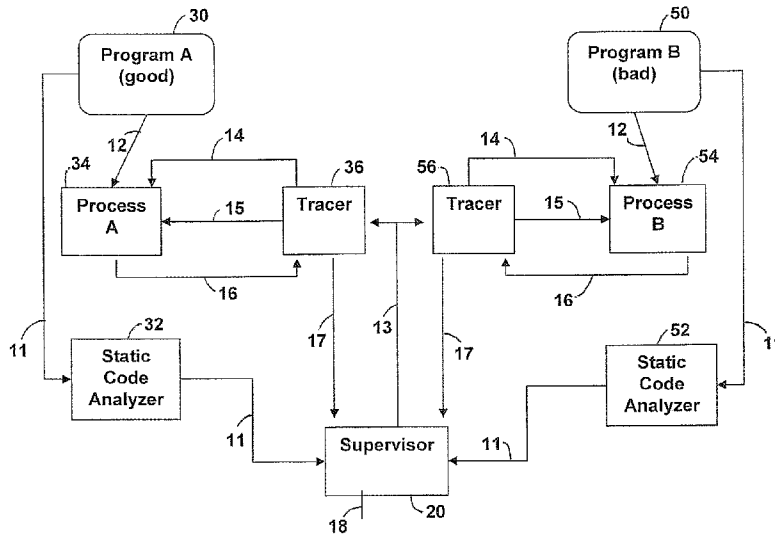 30
50
Program A
(good)
Program B
(bad)
12
12
14
14
34
36
56
54
Process
A
15
Tracer
Tracer
15
Process
B
16
16
11
32
17
13
17
52
11
Static
Code
Analyzer
Static
Code
Analyzer
11
Supervisor
11
18
20